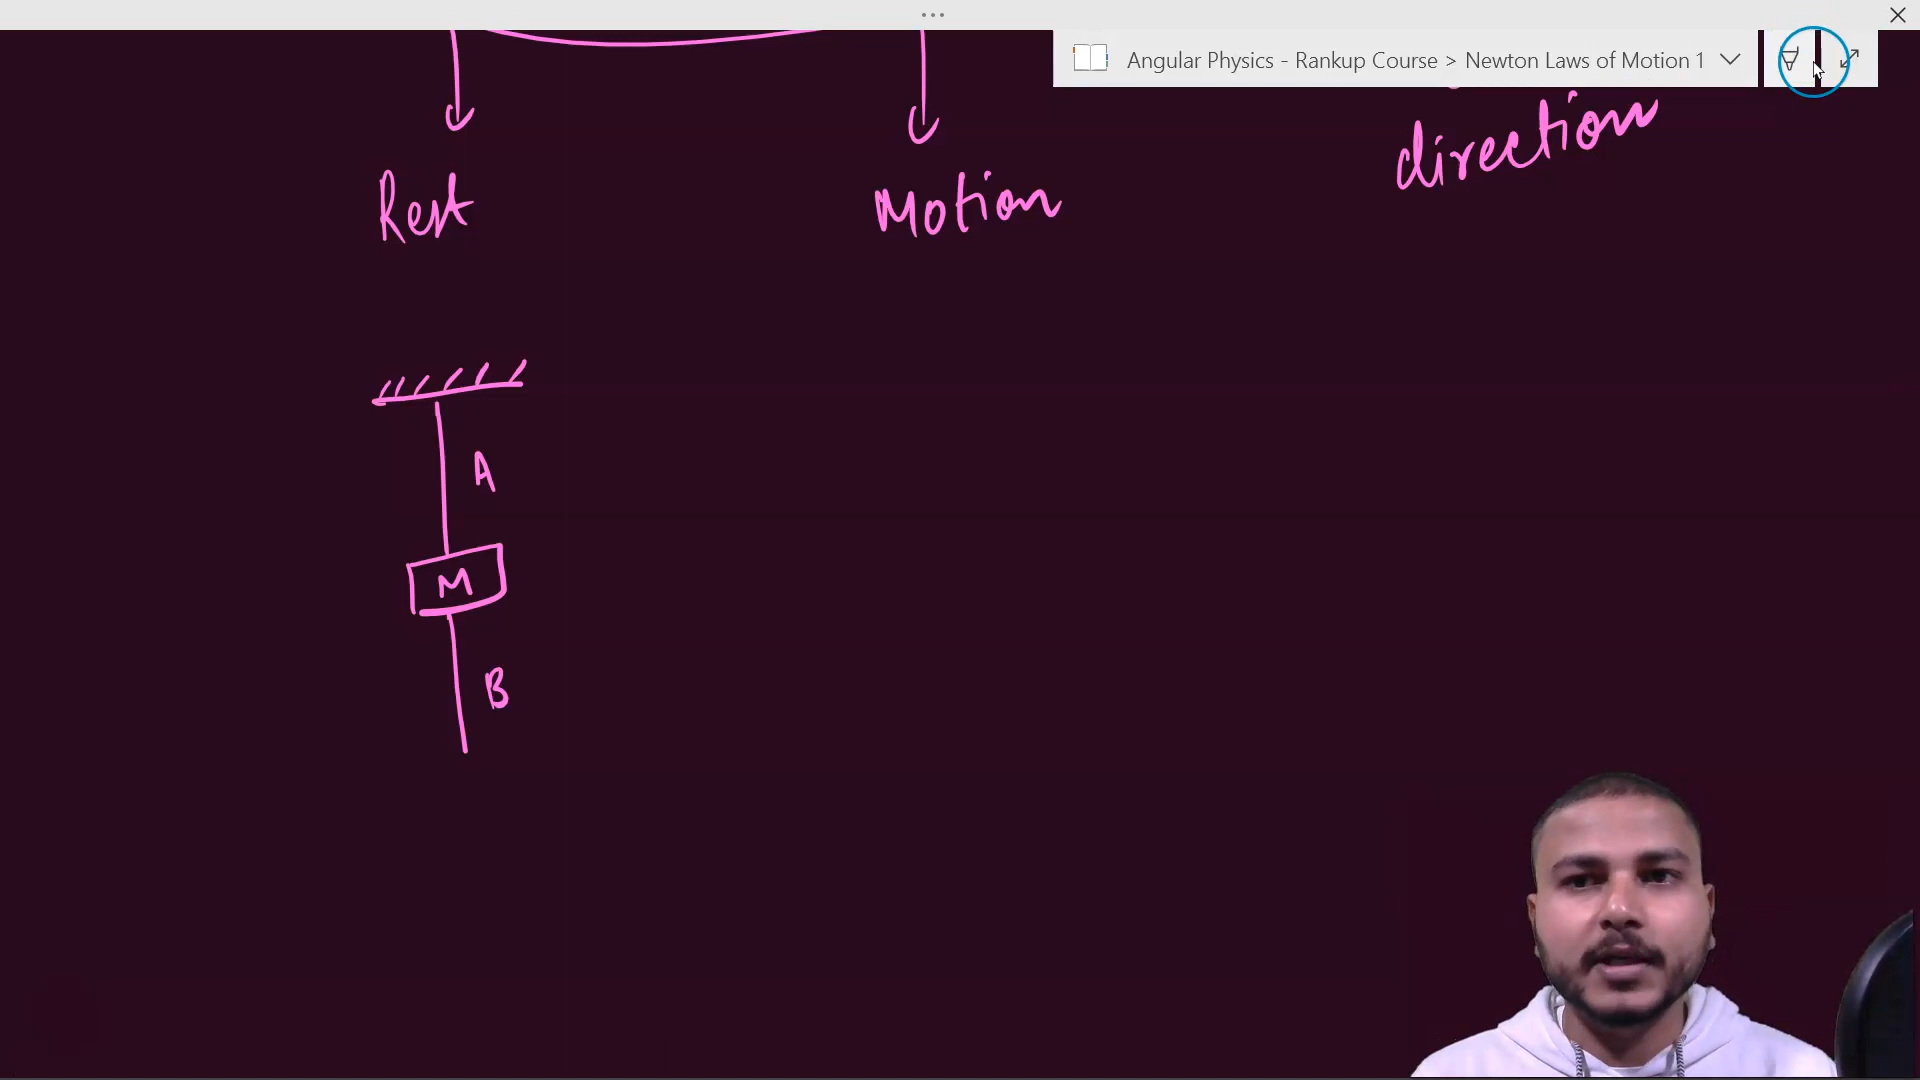 Angular Physics - Rankup Course > Newton Laws of Motion 1
direction
Rest
Motion
A
M
B